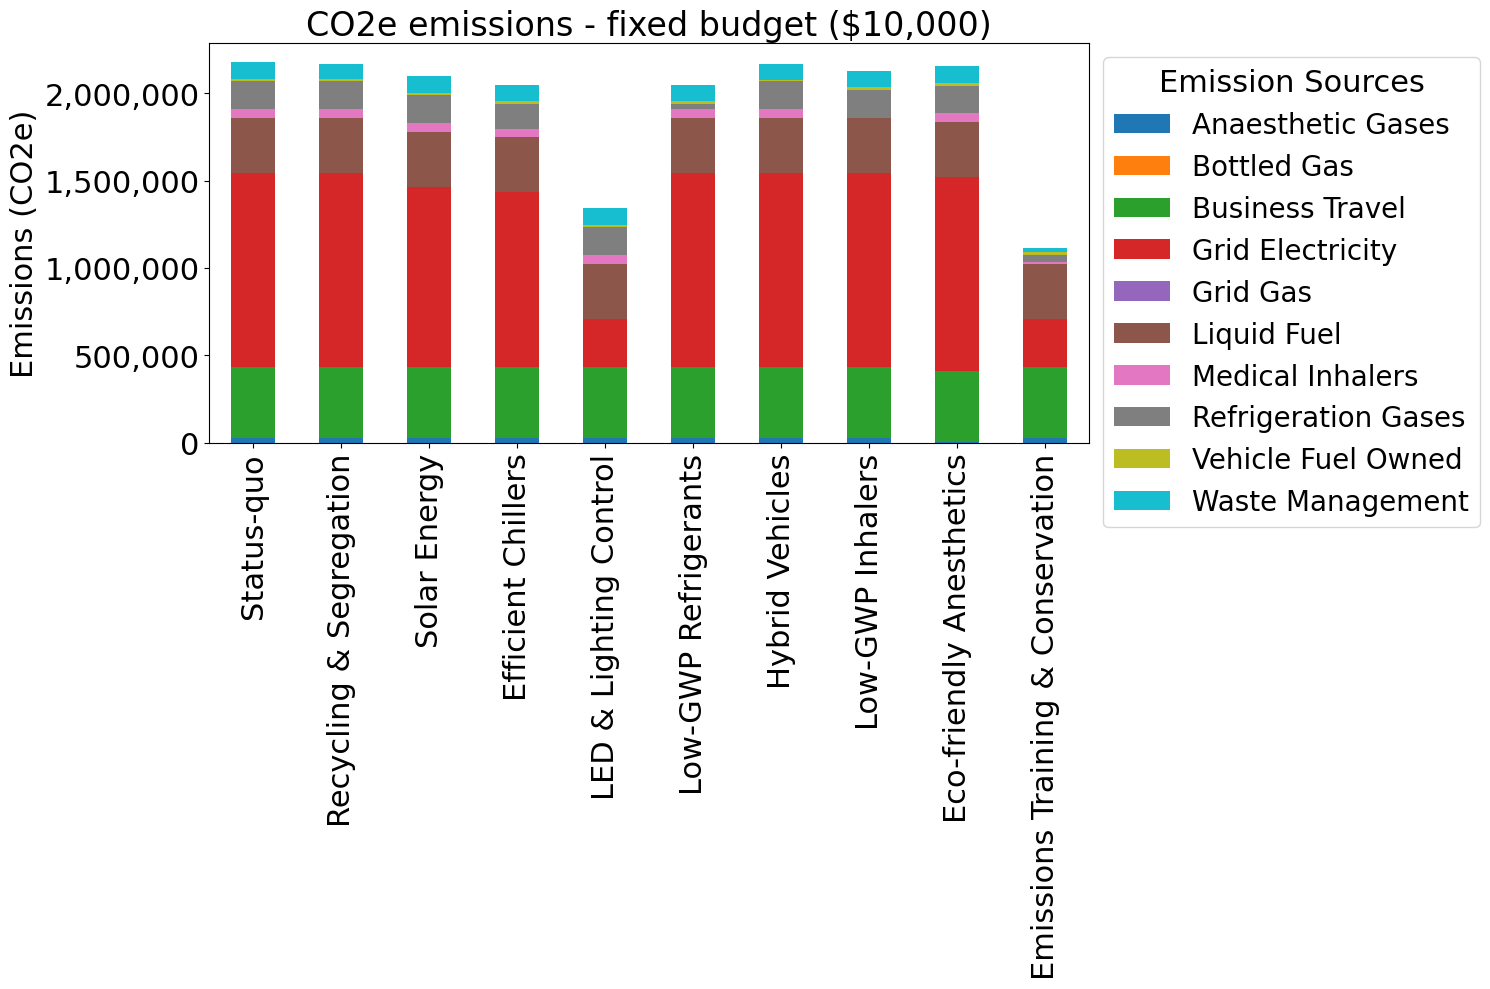 CO2e emissions - fixed budget ($10,000)
Emissions (CO2e)
2,000,000
1,500,000
1,000,000
500,000
0
Status-quo
Recycling & Segregation
Solar Energy
Efficient Chillers
LED & Lighting Control
Low-GWP Refrigerants
Hybrid Vehicles
Low-GWP Inhalers
Eco-friendly Anesthetics
Emissions Training & Conservation
Emission Sources
Anaesthetic Gases
Bottled Gas
Business Travel
Grid Electricity
Grid Gas
Liquid Fuel
Medical Inhalers
Refrigeration Gases
Vehicle Fuel Owned
Waste Management